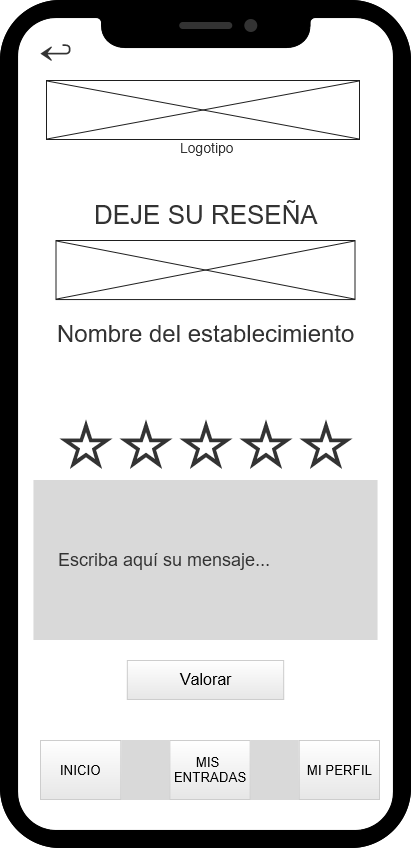 Logotipo
DEJE SU RESEÑA
Nombre del establecimiento
Escriba aquí su mensaje...
Valorar
INICIO
MIS
ENTRADAS
MI PERFIL